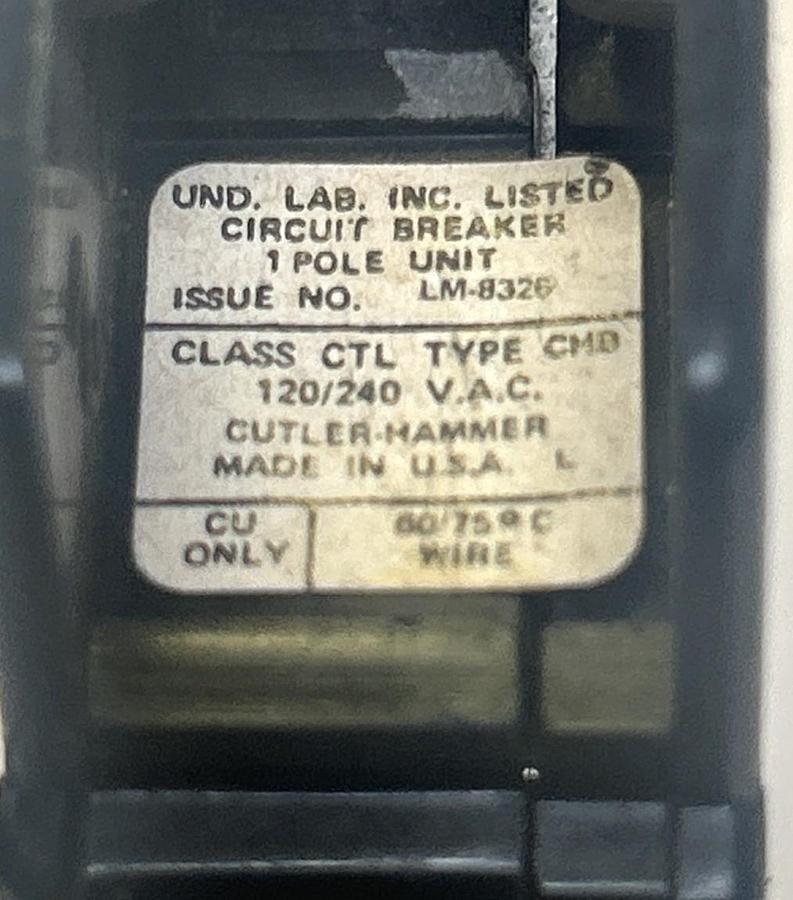 UND. LAB. INC. LISTED
CIRCUIT BREAKER
1 POLE UNIT
ISSUE NO. LM-8326
CLASS CTL TYPE CHD
120/240 V.A.C.
CUTLER-HAMMER
MADE IN U.S.A. L
CU
ONLY
60/75°C
WIRE